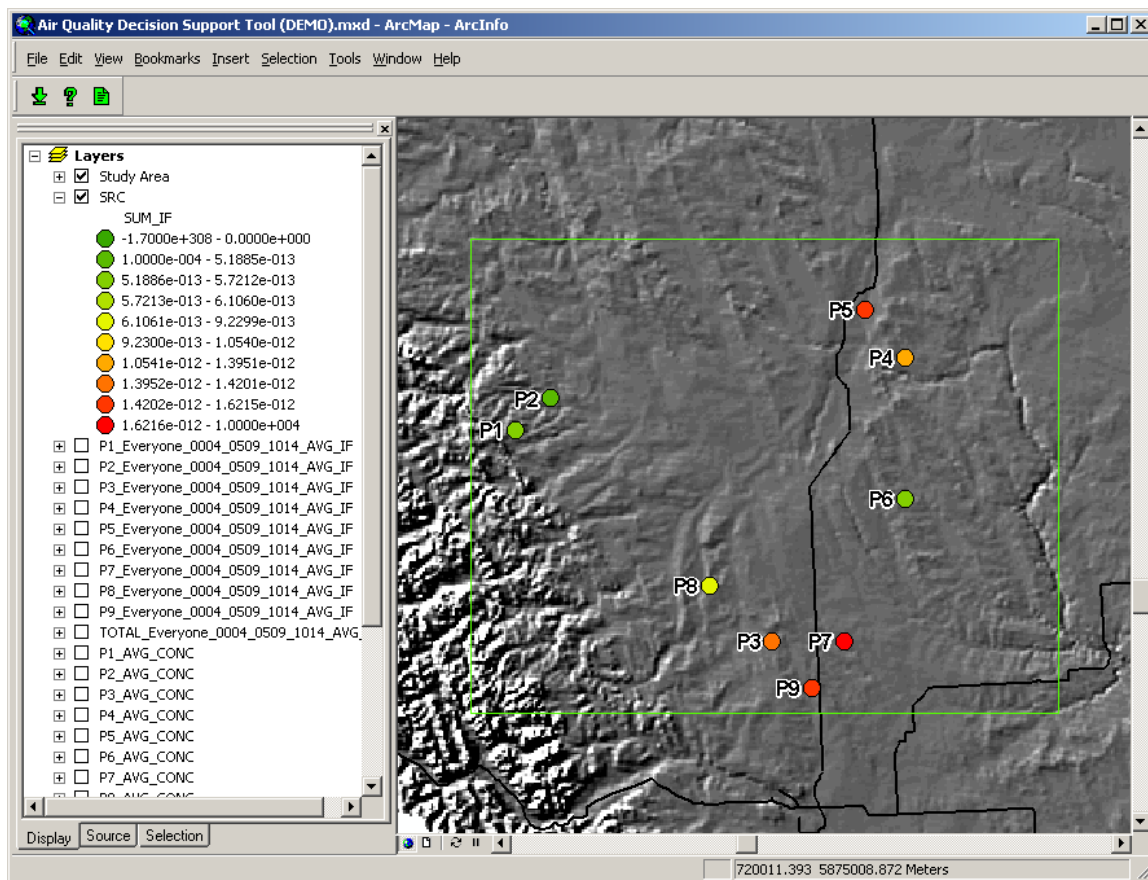 Air Quality Decision Support Tool (DEMO).mxd - ArcMap - ArcInfo
File Edit View Bookmarks Insert Selection Tools Window Help
Layers
Study Area
SRC
SUM_IF
-1.7000e+308 - 0.0000e+000
1.0000e-004 - 5.1885e-013
5.1886e-013 - 5.7212e-013
5.7213e-013 - 6.1060e-013
6.1061e-013 - 9.2299e-013
9.2300e-013 - 1.0540e-012
1.0541e-012 - 1.3951e-012
1.3952e-012 - 1.4201e-012
1.4202e-012 - 1.6215e-012
1.6216e-012 - 1.0000e+004
P1_Everyone_0004_0509_1014_AVG_IF
P2_Everyone_0004_0509_1014_AVG_IF
P3_Everyone_0004_0509_1014_AVG_IF
P4_Everyone_0004_0509_1014_AVG_IF
P5_Everyone_0004_0509_1014_AVG_IF
P6_Everyone_0004_0509_1014_AVG_IF
P7_Everyone_0004_0509_1014_AVG_IF
P8_Everyone_0004_0509_1014_AVG_IF
P9_Everyone_0004_0509_1014_AVG_IF
TOTAL_Everyone_0004_0509_1014_AVG_
P1_AVG_CONC
P2_AVG_CONC
P3_AVG_CONC
P4_AVG_CONC
P5_AVG_CONC
P6_AVG_CONC
P7_AVG_CONC
P8_AVG_CONC
Display Source Selection
P5
P4
P2
P1
P6
P8
P3
P7
P9
720011.393 5875008.872 Meters